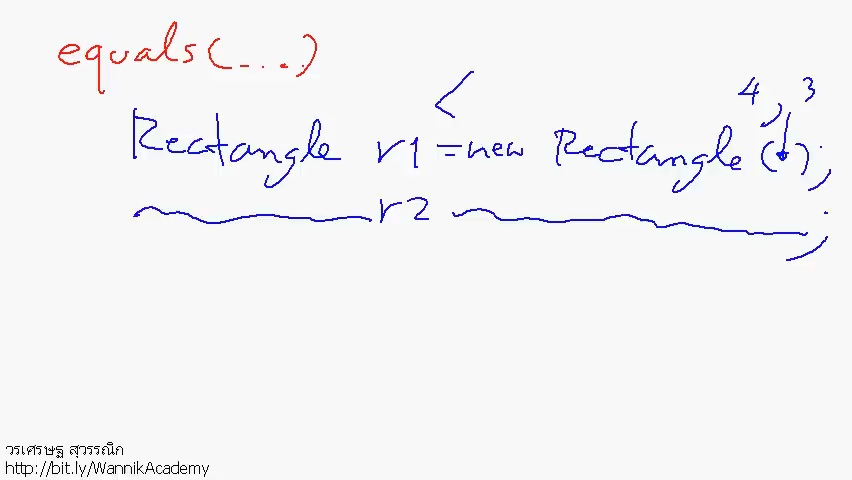 equals(....)
<
4, 3
Rectangle r1 = new Rectangle (↓);
r2 ;
วรเศรษฐ สุวรรณิก
http://bit.ly/WannikAcademy